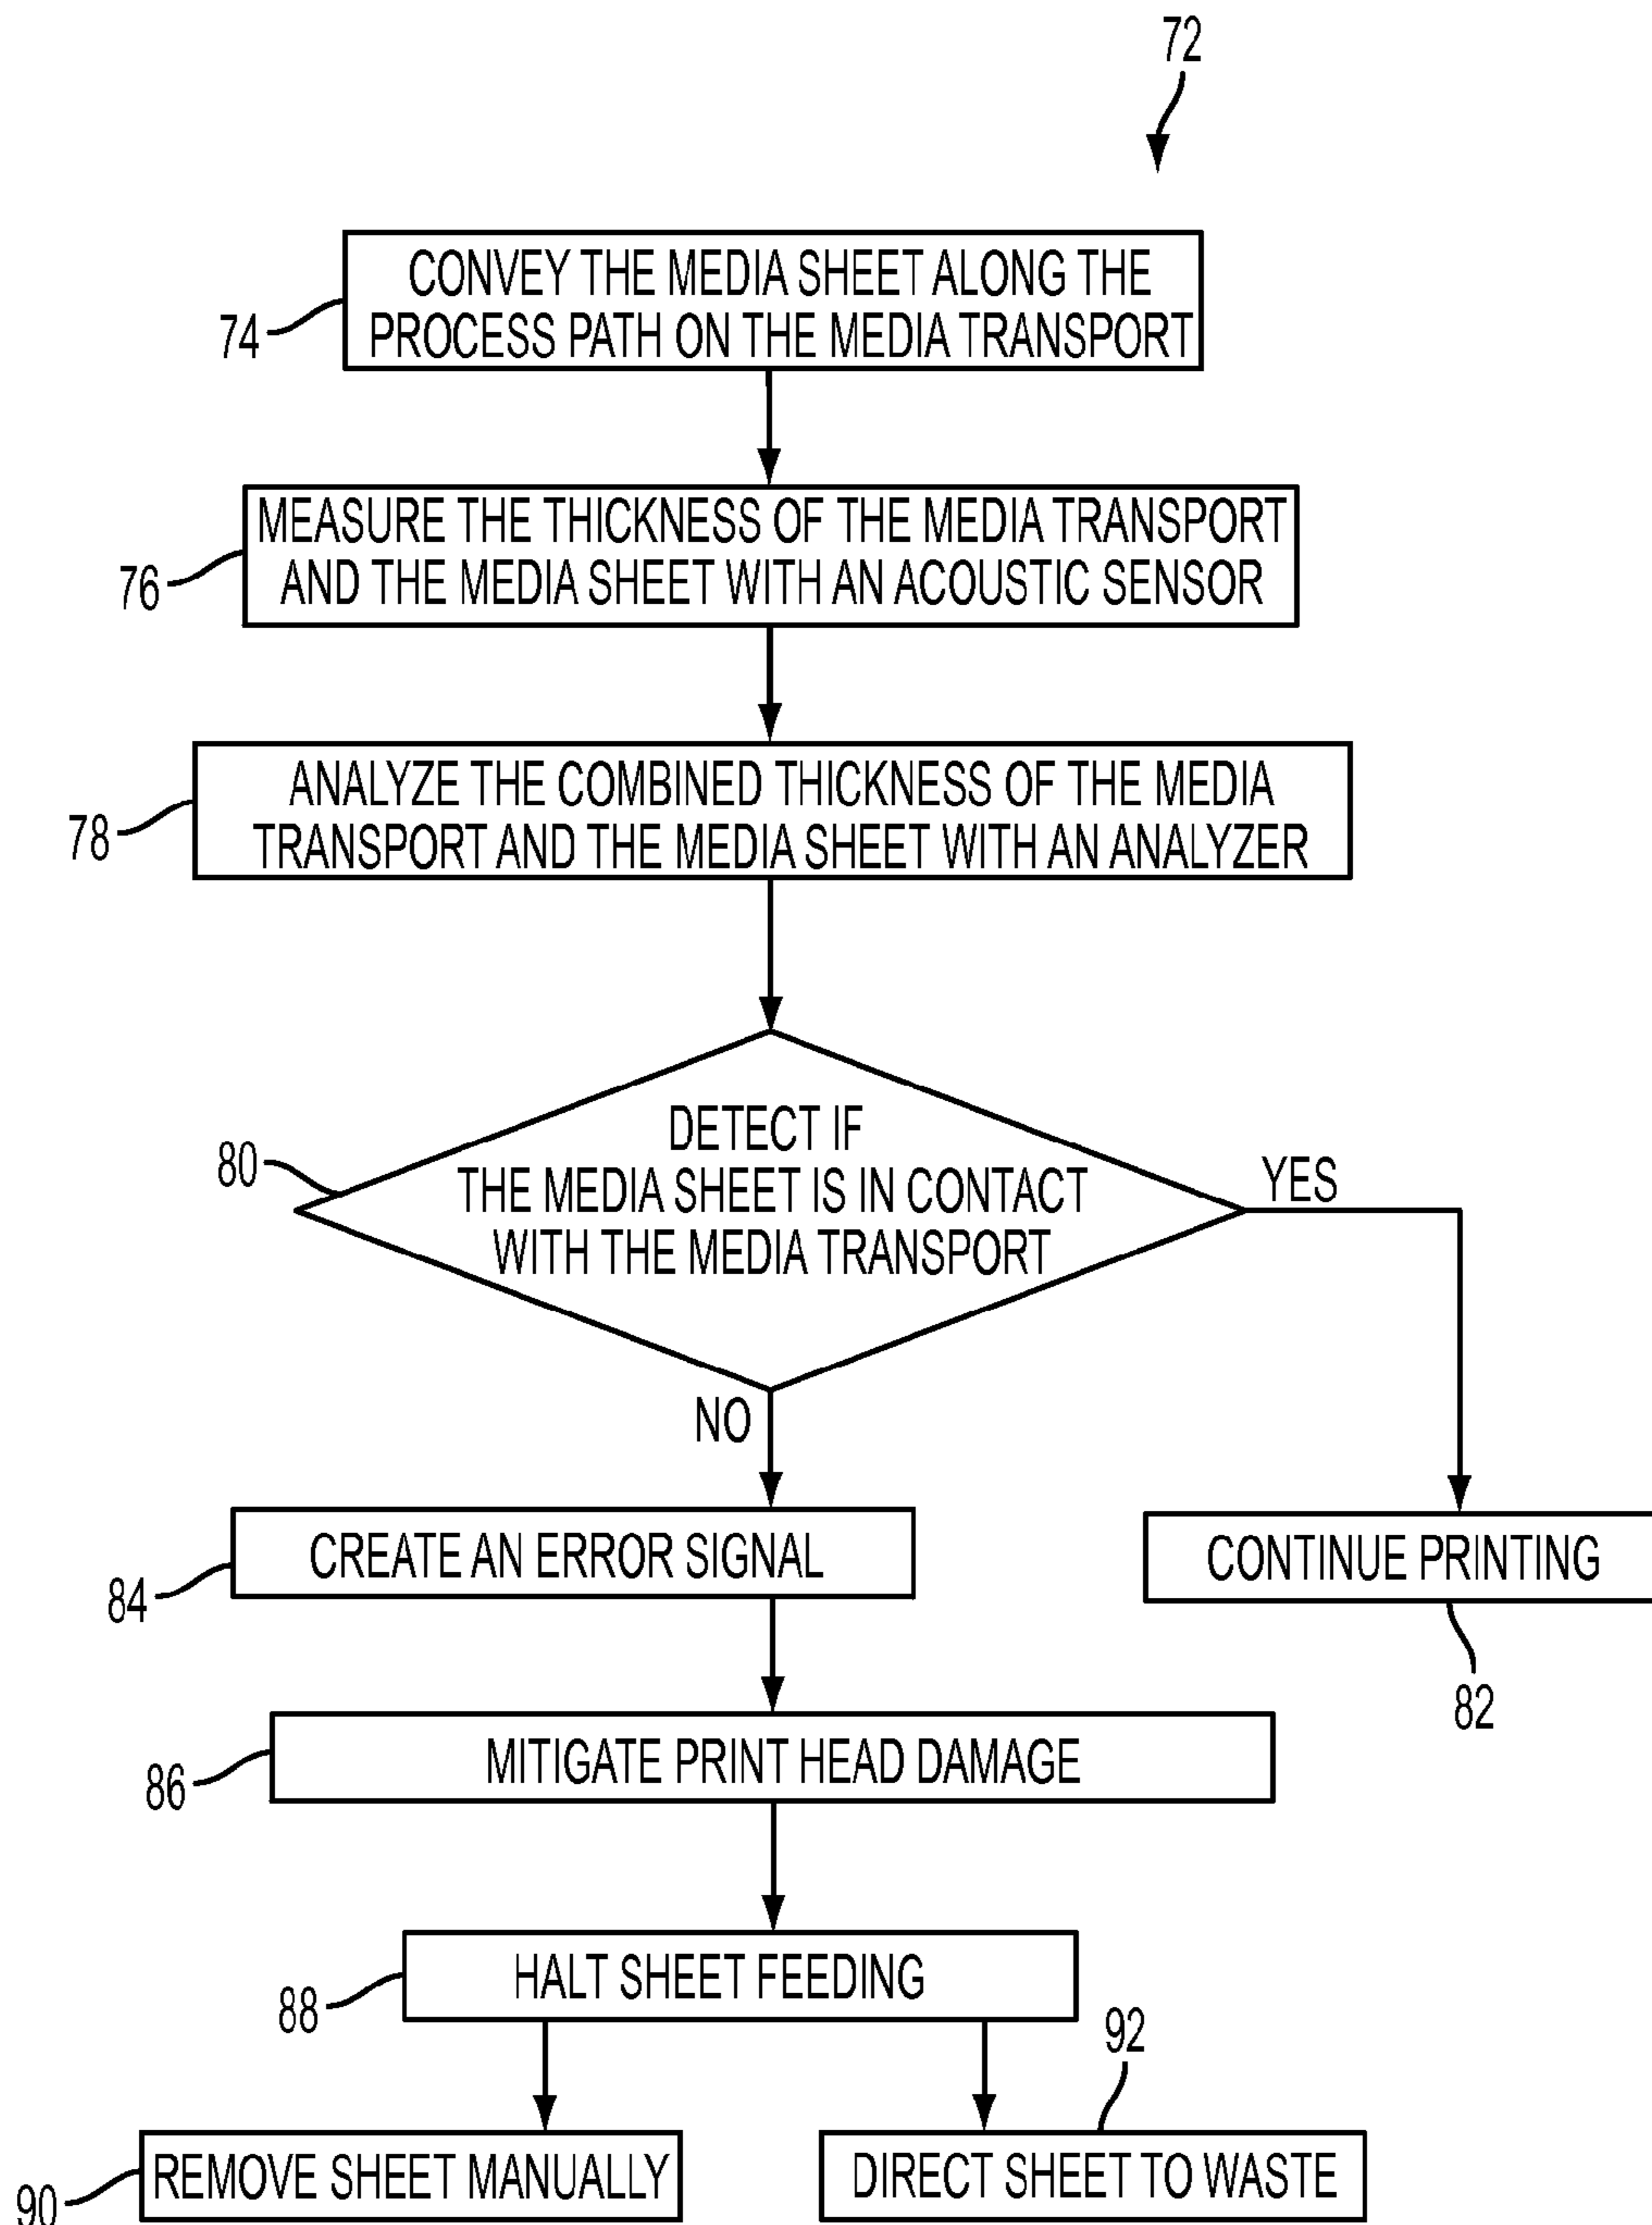 72
CONVEY THE MEDIA SHEET ALONG THE
PROCESS PATH ON THE MEDIA TRANSPORT
74
MEASURE THE THICKNESS OF THE MEDIA TRANSPORT
AND THE MEDIA SHEET WITH AN ACOUSTIC SENSOR
76
ANALYZE THE COMBINED THICKNESS OF THE MEDIA
TRANSPORT AND THE MEDIA SHEET WITH AN ANALYZER
78
DETECT IF
THE MEDIA SHEET IS IN CONTACT
WITH THE MEDIA TRANSPORT
80
YES
NO
CREATE AN ERROR SIGNAL
84
CONTINUE PRINTING
82
MITIGATE PRINT HEAD DAMAGE
86
HALT SHEET FEEDING
88
92
REMOVE SHEET MANUALLY
90
DIRECT SHEET TO WASTE